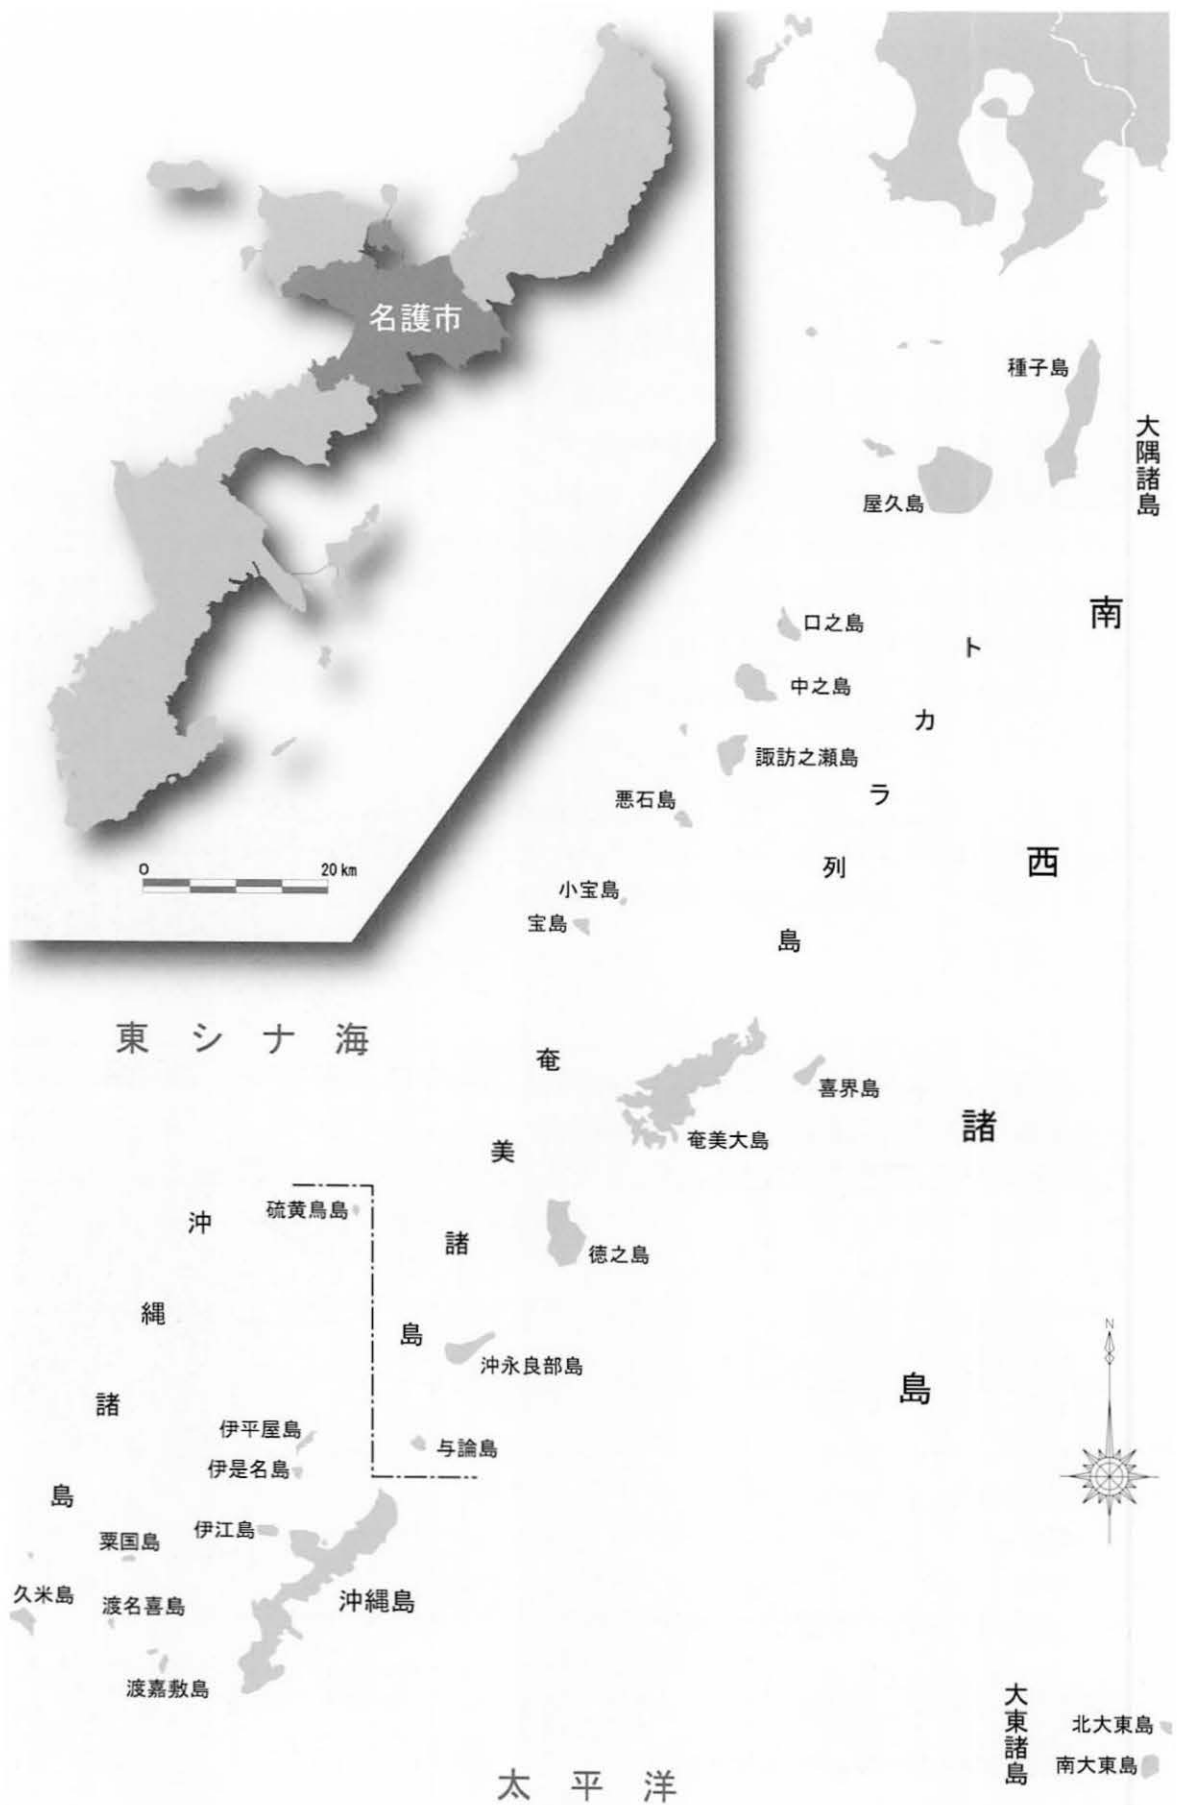 名護市
0 20 km
種子島
大隅諸島
屋久島
口之島
中之島
諏訪之瀬島
悪石島
小宝島
宝島
トカラ列島
南西諸島
東シナ海
奄美諸島
喜界島
奄美大島
硫黄鳥島
徳之島
沖永良部島
与論島
沖縄諸島
伊平屋島
伊是名島
伊江島
粟国島
久米島
渡名喜島
沖縄島
渡嘉敷島
N
大東諸島
北大東島
南大東島
太平洋